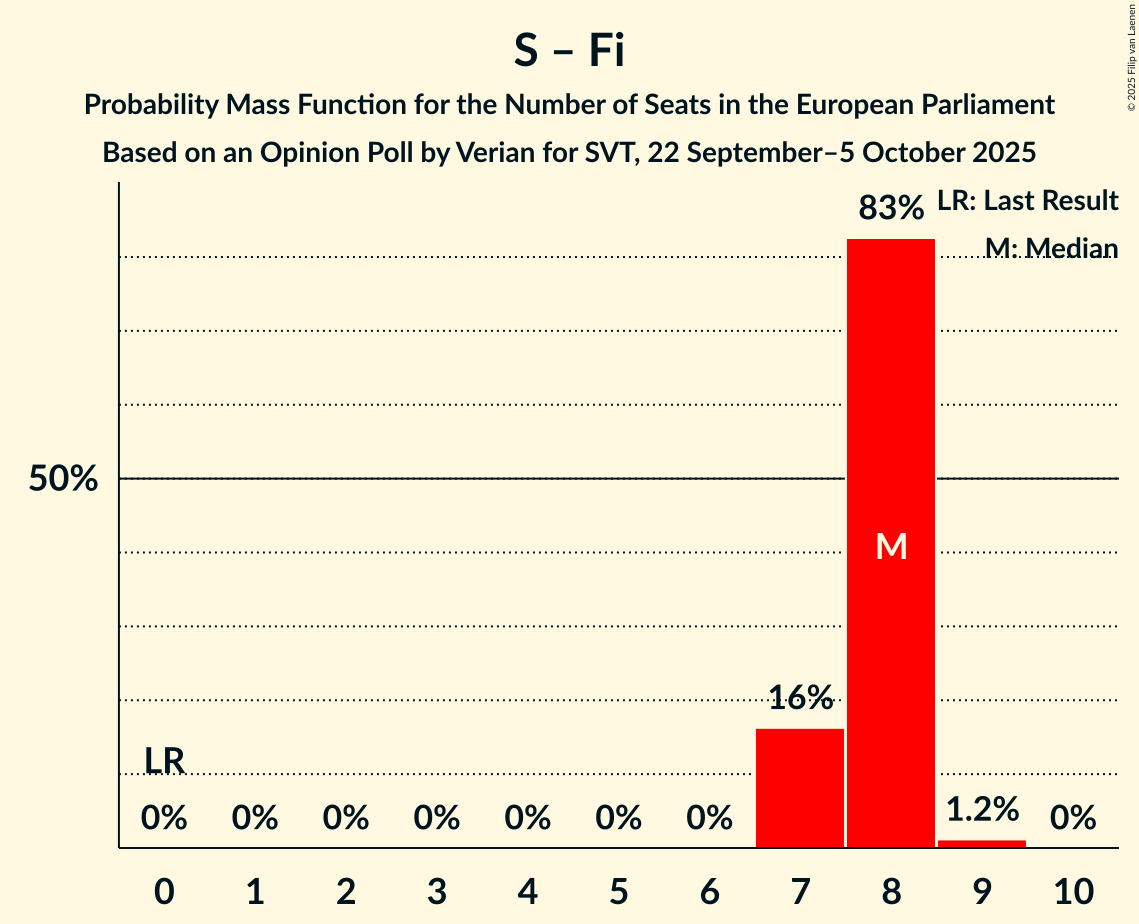 S – Fi
Probability Mass Function for the Number of Seats in the European Parliament
Based on an Opinion Poll by Verian for SVT, 22 September–5 October 2025
© 2025 Filip van Laenen
LR: Last Result
M: Median
83%
50%
M
16%
LR
0% 0% 0% 0% 0% 0% 0% 1.2% 0%
0 1 2 3 4 5 6 7 8 9 10